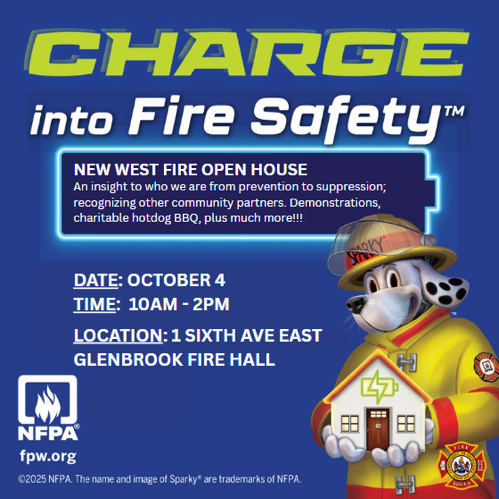 CHARGE
into Fire Safety™
NEW WEST FIRE OPEN HOUSE
An insight to who we are from prevention to suppression;
recognizing other community partners. Demonstrations,
charitable hotdog BBQ, plus much more!!!
SPARKY
DATE: OCTOBER 4
TIME: 10AM - 2PM
LOCATION: 1 SIXTH AVE EAST
GLENBROOK FIRE HALL
NFPA®
fpw.org
©2025 NFPA. The name and image of Sparky® are trademarks of NFPA.